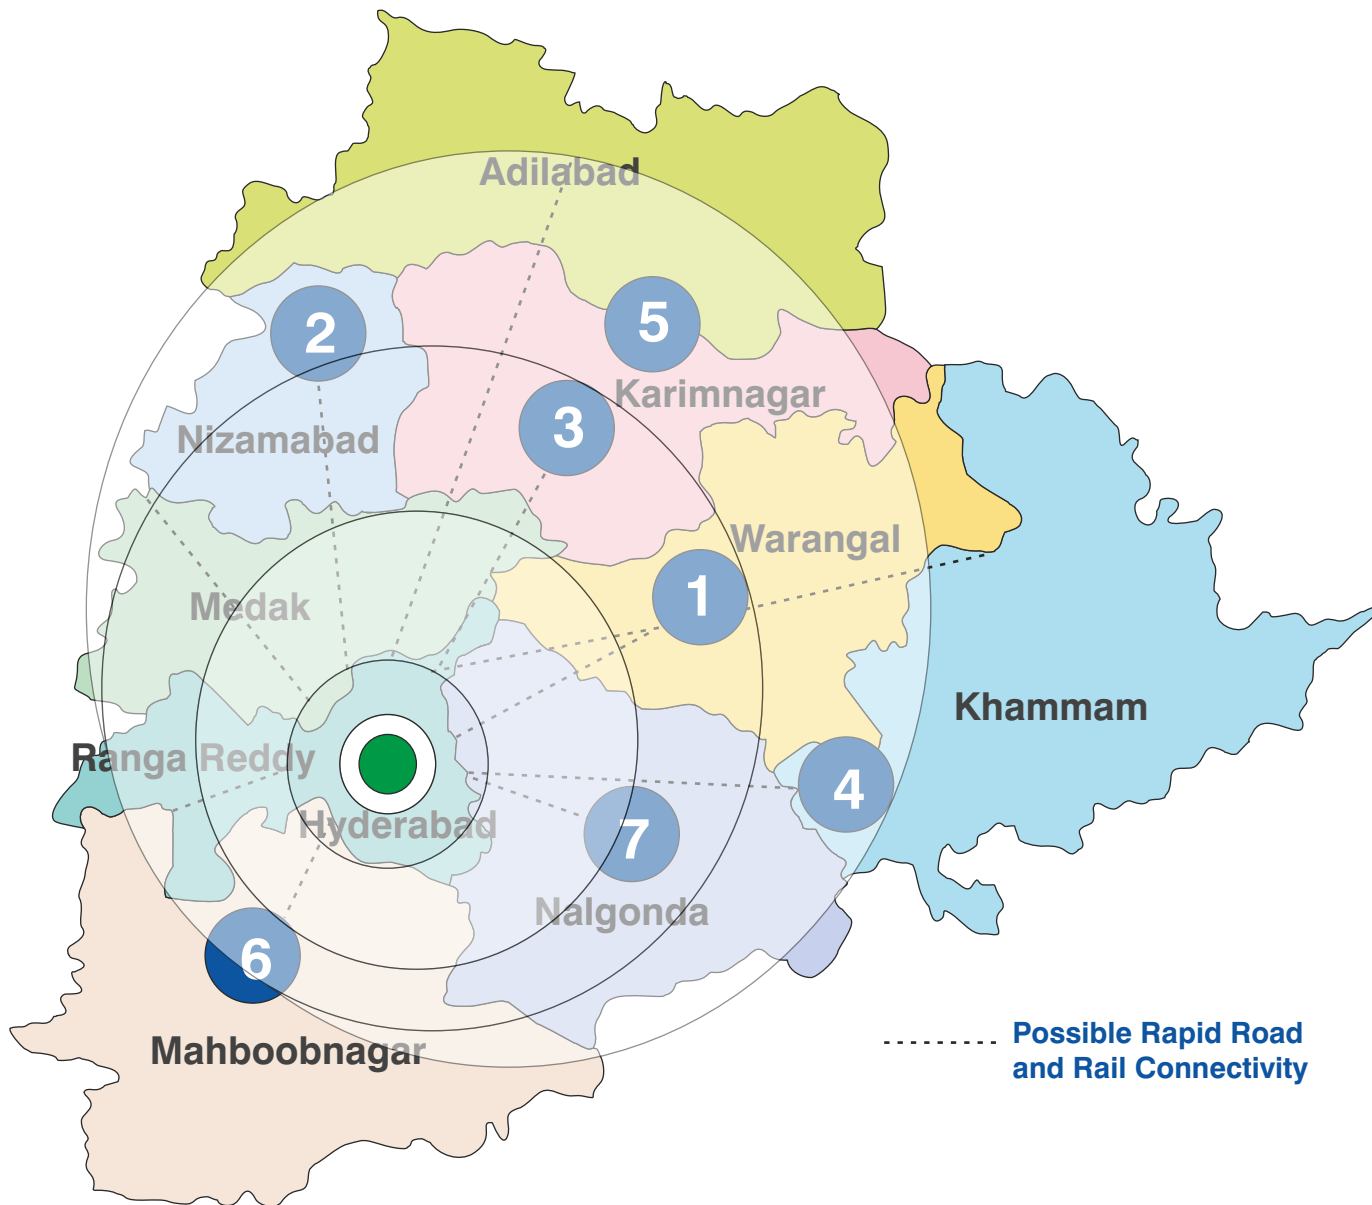 Adilabad
2
5
3
Karimnagar
Nizamabad
Warangal
1
Medak
Khammam
Ranga Reddy
4
Hyderabad
7
Nalgonda
6
Mahboobnagar
Possible Rapid Road
and Rail Connectivity